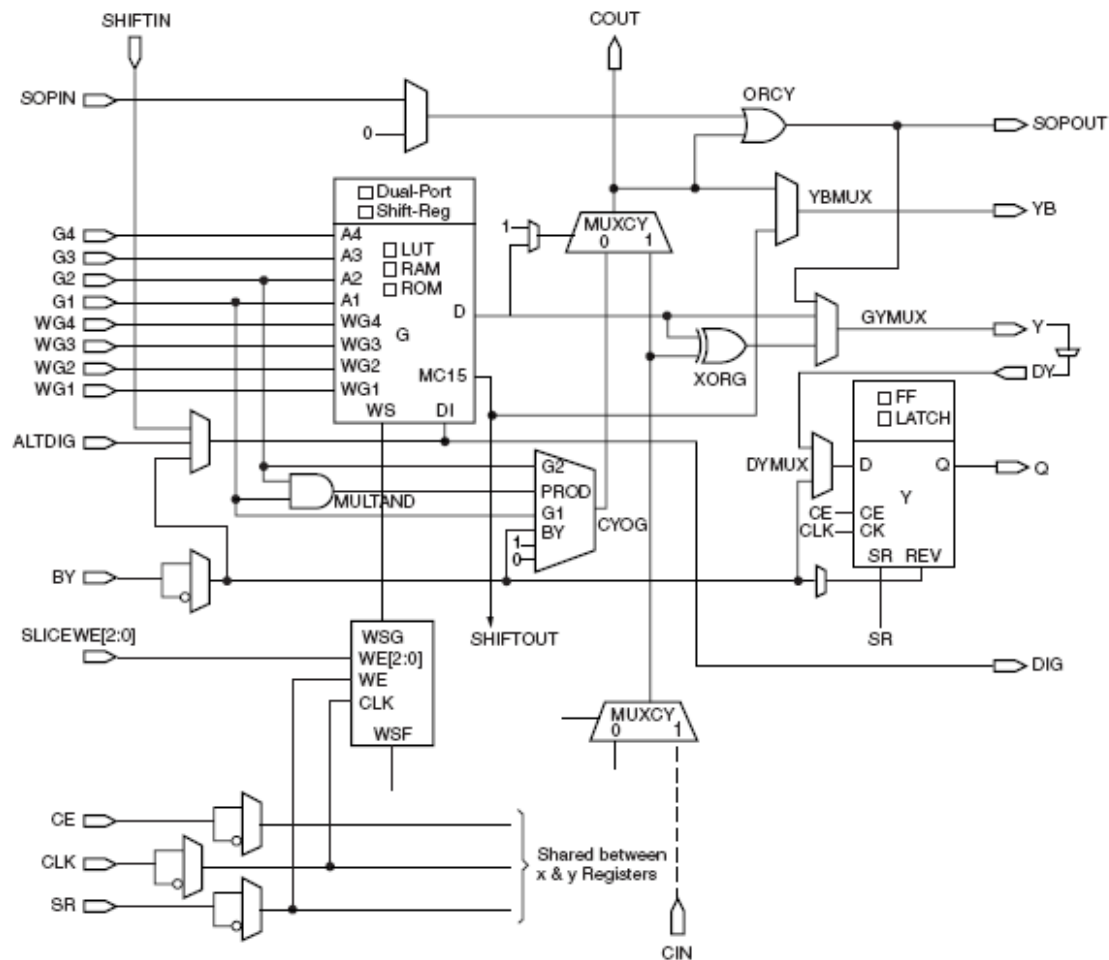 SHIFTIN
COUT
SOPIN
ORCY
0
SOPOUT
Dual-Port
Shift-Reg
YBMUX
YB
1
MUXCY
0 1
G4
A4
G3
A3
LUT
G2
A2
RAM
G1
A1
ROM
D
WG4
WG4
G
WG3
WG3
WG2
WG2
WG1
WG1
MC15
WS
DI
GYMUX
Y
XORG
DY
FF
LATCH
ALTDIG
DYMUX
D
Q
Q
Y
G2
PROD
MULTAND
G1
CYOG
BY
1
0
CE
CE
CLK
CK
SR REV
BY
SR
SHIFTOUT
SLICEWE[2:0]
WSG
WE[2:0]
WE
CLK
WSF
DIG
MUXCY
0 1
CE
CLK
SR
Shared between
x & y Registers
CIN